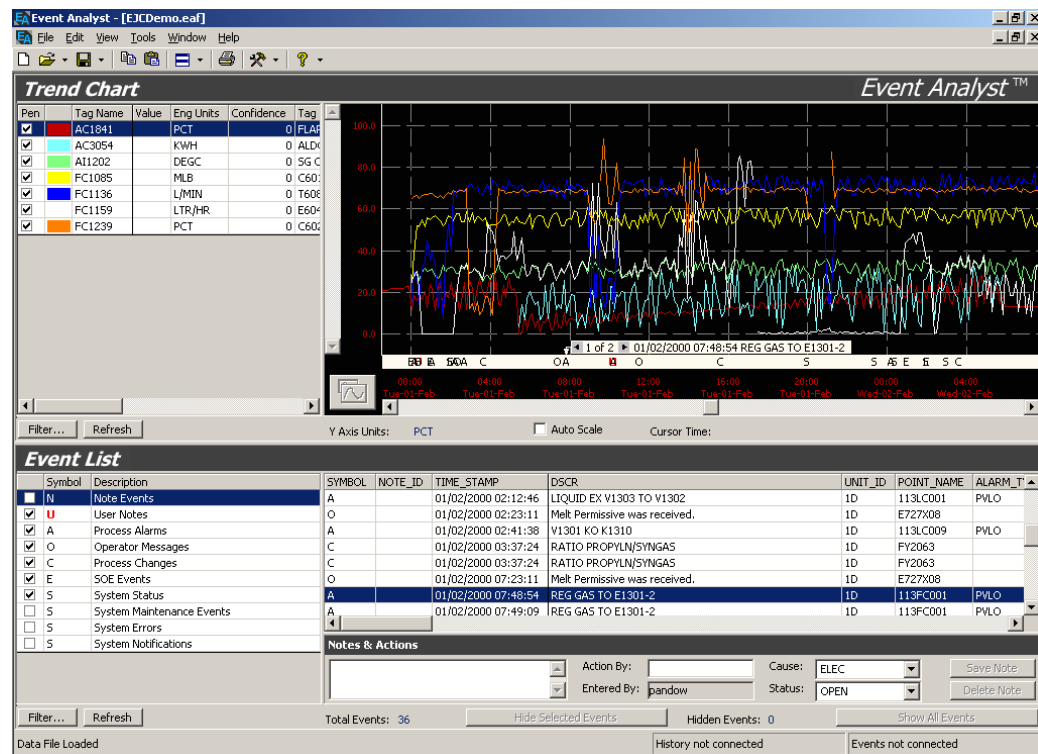 Event Analyst - [EJCDemo.eaf]
File Edit View Tools Window Help
Trend Chart
Event Analyst ™
Pen Tag Name Value Eng Units Confidence Tag
AC1841 PCT 0 FLAR
AC3054 KWH 0 ALDO
AI1202 DEGC 0 SG C
FC1085 MLB 0 C601
FC1136 L/MIN 0 T608
FC1159 LTR/HR 0 E604
FC1239 PCT 0 C602
100.0
80.0
60.0
40.0
20.0
0.0
1 of 2 01/02/2000 07:48:54 REG GAS TO E1301-2
C O A O C S S E S C
00:00 04:00 08:00 12:00 16:00 20:00 00:00 04:00
Tue-01-Feb Tue-01-Feb Tue-01-Feb Tue-01-Feb Tue-01-Feb Tue-01-Feb Wed-02-Feb Wed-02-Feb
Filter... Refresh
Y Axis Units: PCT Auto Scale Cursor Time:
Event List
Symbol Description
N Note Events
U User Notes
A Process Alarms
O Operator Messages
C Process Changes
E SOE Events
S System Status
S System Maintenance Events
S System Errors
S System Notifications
SYMBOL NOTE_ID TIME_STAMP DSCR UNIT_ID POINT_NAME ALARM_T
A 01/02/2000 02:12:46 LIQUID EX V1303 TO V1302 1D 113LC001 PVLO
O 01/02/2000 02:23:11 Melt Permissive was received. 1D E727X08
A 01/02/2000 02:41:38 V1301 KO K1310 1D 113LC009 PVLO
C 01/02/2000 03:37:24 RATIO PROPYLN/SYNGAS 1D FY2063
C 01/02/2000 03:37:24 RATIO PROPYLN/SYNGAS 1D FY2063
O 01/02/2000 07:23:11 Melt Permissive was received. 1D E727X08
A 01/02/2000 07:48:54 REG GAS TO E1301-2 1D 113FC001 PVLO
A 01/02/2000 07:49:09 REG GAS TO E1301-2 1D 113FC001 PVLO
Notes & Actions
Action By: Cause: ELEC Save Note
Entered By: pandow Status: OPEN Delete Note
Filter... Refresh
Total Events: 36 Hide Selected Events Hidden Events: 0 Show All Events
Data File Loaded History not connected Events not connected